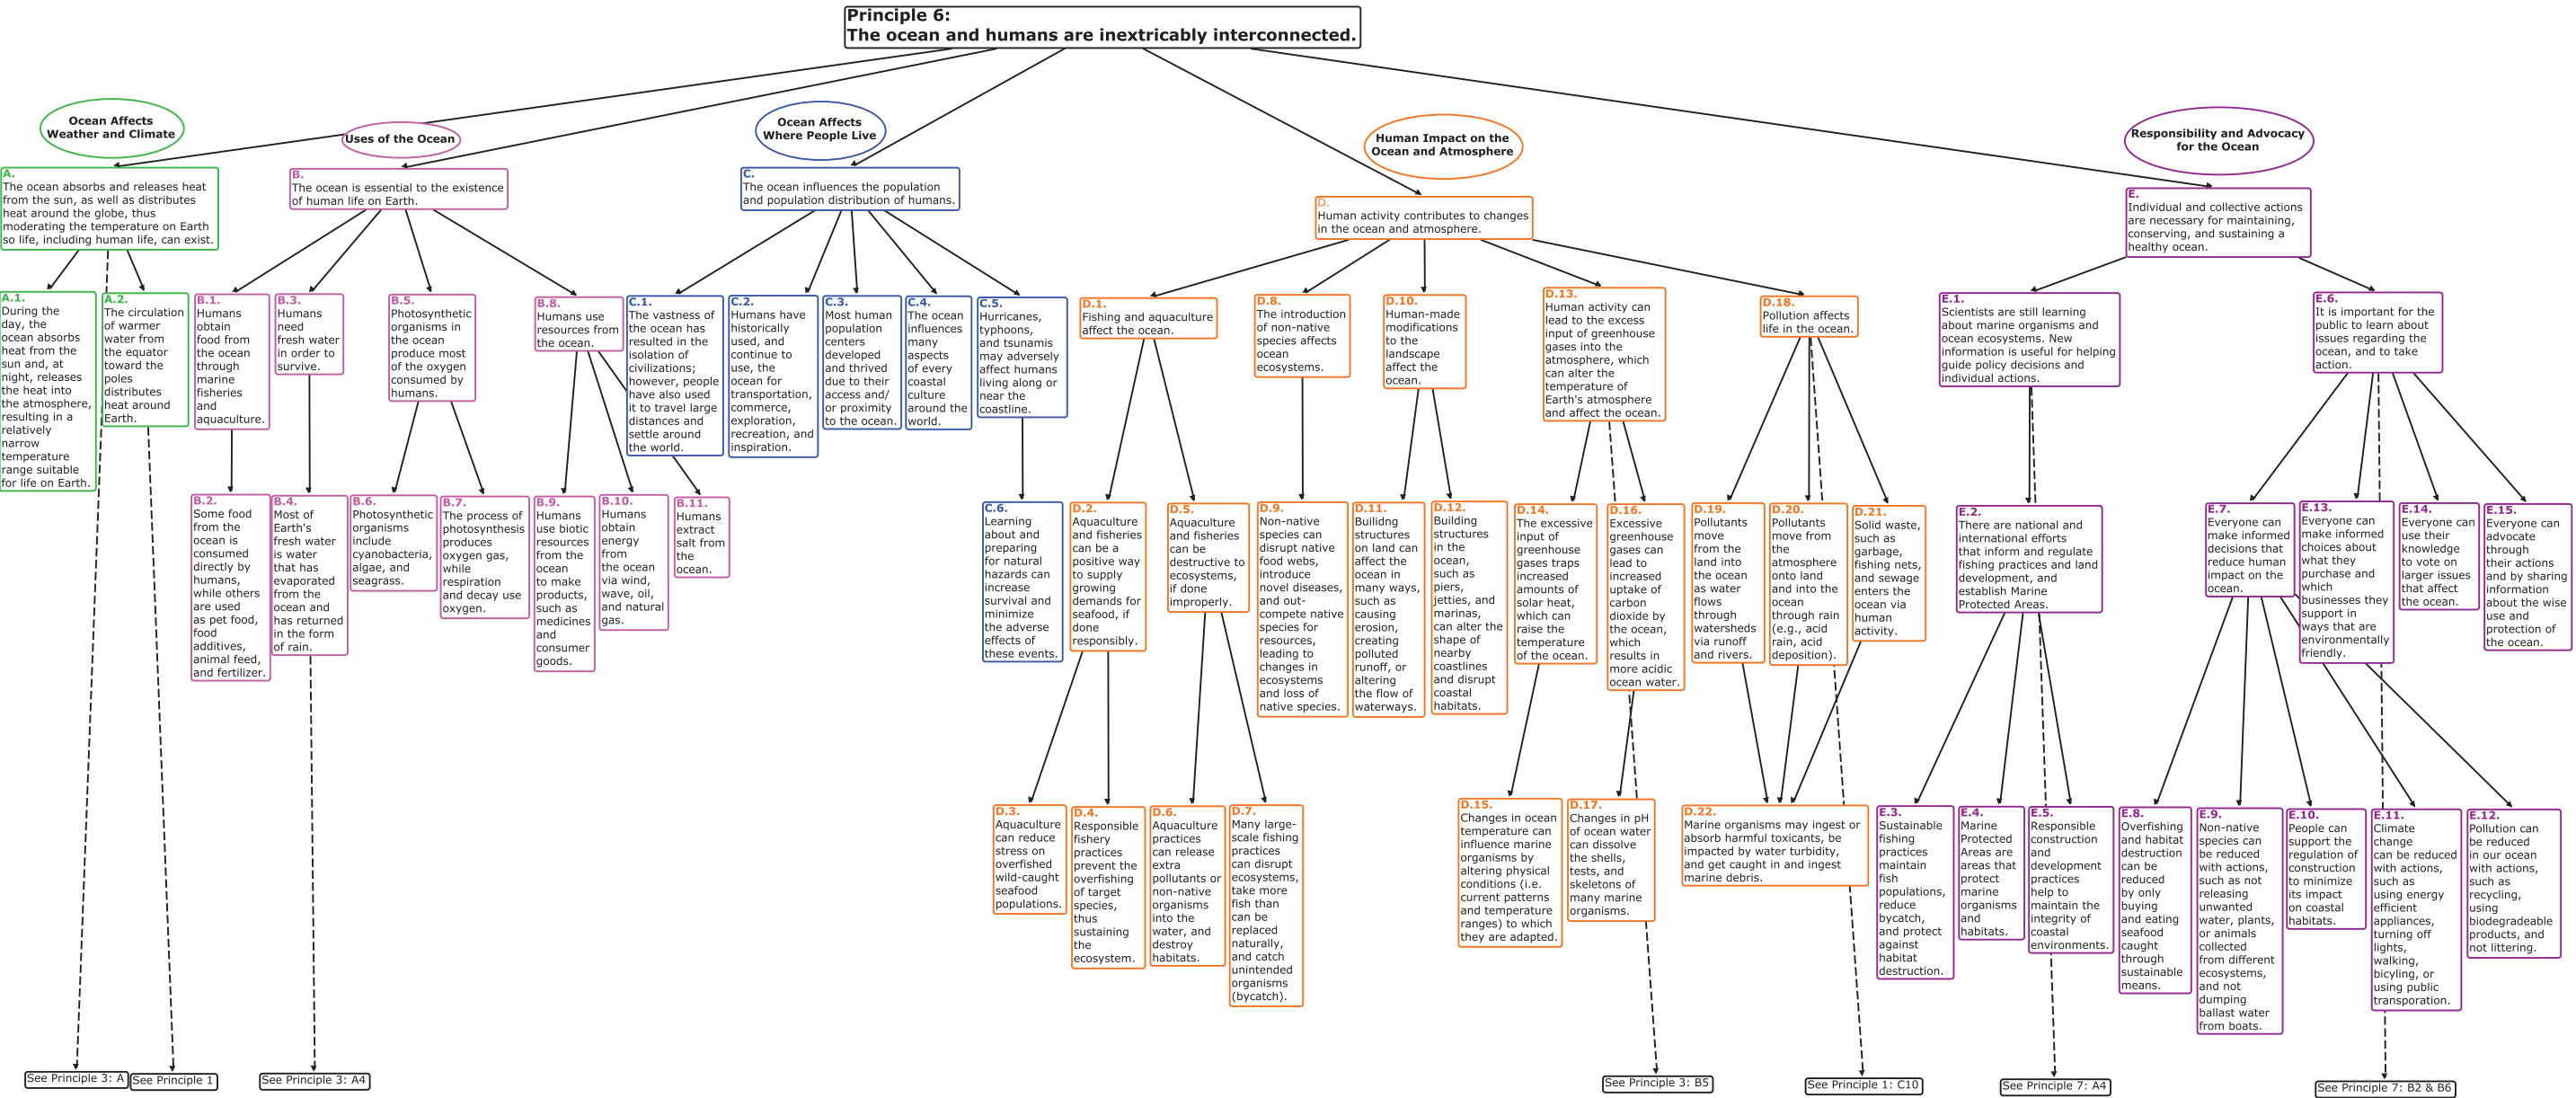 Principle 6:
The ocean and humans are inextricably interconnected.
Ocean Affects
Weather and Climate
Uses of the Ocean
Ocean Affects
Where People Live
Human Impact on the
Ocean and Atmosphere
Responsibility and Advocacy
for the Ocean
A.
The ocean absorbs and releases heat
from the sun, as well as distributes
heat around the globe, thus
moderating the temperature on Earth
so life, including human life, can exist.
B.
The ocean is essential to the existence
of human life on Earth.
C.
The ocean influences the population
and population distribution of humans.
D.
Human activity contributes to changes
in the ocean and atmosphere.
E.
Individual and collective actions
are necessary for maintaining,
conserving, and sustaining a
healthy ocean.
A.1.
During the
day, the
ocean absorbs
heat from the
sun and, at
night, releases
the heat into
the atmosphere,
resulting in a
relatively
narrow
temperature
range suitable
for life on Earth.
A.2.
The circulation
of warmer
water from
the equator
toward the
poles
distributes
heat around
Earth.
B.1.
Humans
obtain
food from
the ocean
through
marine
fisheries
and
aquaculture.
B.3.
Humans
need
fresh water
in order to
survive.
B.5.
Photosynthetic
organisms in
the ocean
produce most
of the oxygen
consumed by
humans.
B.8.
Humans use
resources from
the ocean.
C.1.
The vastness of
the ocean has
resulted in the
isolation of
civilizations;
however, people
have also used
it to travel large
distances and
settle around
the world.
C.2.
Humans have
historically
used, and
continue to
use, the
ocean for
transportation,
commerce,
exploration,
recreation, and
inspiration.
C.3.
Most human
population
centers
developed
and thrived
due to their
access and/
or proximity
to the ocean.
C.4.
The ocean
influences
many
aspects
of every
coastal
culture
around the
world.
C.5.
Hurricanes,
typhoons,
and tsunamis
may adversely
affect humans
living along or
near the
coastline.
D.1.
Fishing and aquaculture
affect the ocean.
D.8.
The introduction
of non-native
species affects
ocean
ecosystems.
D.10.
Human-made
modifications
to the
landscape
affect the
ocean.
D.13.
Human activity can
lead to the excess
input of greenhouse
gases into the
atmosphere, which
can alter the
temperature of
Earth's atmosphere
and affect the ocean.
D.18.
Pollution affects
life in the ocean.
E.1.
Scientists are still learning
about marine organisms and
ocean ecosystems. New
information is useful for helping
guide policy decisions and
individual actions.
E.6.
It is important for the
public to learn about
issues regarding the
ocean, and to take
action.
B.2.
Some food
from the
ocean is
consumed
directly by
humans,
while others
are used
as pet food,
food
additives,
animal feed,
and fertilizer.
B.4.
Most of
Earth's
fresh water
is water
that has
evaporated
from the
ocean and
has returned
in the form
of rain.
B.6.
Photosynthetic
organisms
include
cyanobacteria,
algae, and
seagrass.
B.7.
The process of
photosynthesis
produces
oxygen gas,
while
respiration
and decay use
oxygen.
B.9.
Humans
use biotic
resources
from the
ocean
to make
products,
such as
medicines
and
consumer
goods.
B.10.
Humans
obtain
energy
from
the ocean
via wind,
wave, oil,
and natural
gas.
B.11.
Humans
extract
salt from
the
ocean.
C.6.
Learning
about and
preparing
for natural
hazards can
increase
survival and
minimize
the adverse
effects of
these events.
D.2.
Aquaculture
and fisheries
can be a
positive way
to supply
growing
demands for
seafood, if
done
responsibly.
D.5.
Aquaculture
and fisheries
can be
destructive to
ecosystems,
if done
improperly.
D.9.
Non-native
species can
disrupt native
food webs,
introduce
novel diseases,
and out-
compete native
species for
resources,
leading to
changes in
ecosystems
and loss of
native species.
D.11.
Builidng
structures
on land can
affect the
ocean in
many ways,
such as
causing
erosion,
creating
polluted
runoff, or
altering
the flow of
waterways.
D.12.
Building
structures
in the
ocean,
such as
piers,
jetties, and
marinas,
can alter the
shape of
nearby
coastlines
and disrupt
coastal
habitats.
D.14.
The excessive
input of
greenhouse
gases traps
increased
amounts of
solar heat,
which can
raise the
temperature
of the ocean.
D.16.
Excessive
greenhouse
gases can
lead to
increased
uptake of
carbon
dioxide by
the ocean,
which
results in
more acidic
ocean water.
D.19.
Pollutants
move
from the
land into
the ocean
as water
flows
through
watersheds
via runoff
and rivers.
D.20.
Pollutants
move from
the
atmosphere
onto land
and into the
ocean
through rain
(e.g., acid
rain, acid
deposition).
D.21.
Solid waste,
such as
garbage,
fishing nets,
and sewage
enters the
ocean via
human
activity.
E.2.
There are national and
international efforts
that inform and regulate
fishing practices and land
development, and
establish Marine
Protected Areas.
E.7.
Everyone can
make informed
decisions that
reduce human
impact on the
ocean.
E.13.
Everyone can
make informed
choices about
what they
purchase and
which
businesses they
support in
ways that are
environmentally
friendly.
E.14.
Everyone can
use their
knowledge
to vote on
larger issues
that affect
the ocean.
E.15.
Everyone can
advocate
through
their actions
and by sharing
information
about the wise
use and
protection of
the ocean.
D.3.
Aquaculture
can reduce
stress on
overfished
wild-caught
seafood
populations.
D.4.
Responsible
fishery
practices
prevent the
overfishing
of target
species,
thus
sustaining
the
ecosystem.
D.6.
Aquaculture
practices
can release
extra
pollutants or
non-native
organisms
into the
water, and
destroy
habitats.
D.7.
Many large-
scale fishing
practices
can disrupt
ecosystems,
take more
fish than
can be
replaced
naturally,
and catch
unintended
organisms
(bycatch).
D.15.
Changes in ocean
temperature can
influence marine
organisms by
altering physical
conditions (i.e.
current patterns
and temperature
ranges) to which
they are adapted.
D.17.
Changes in pH
of ocean water
can dissolve
the shells,
tests, and
skeletons of
many marine
organisms.
D.22.
Marine organisms may ingest or
absorb harmful toxicants, be
impacted by water turbidity,
and get caught in and ingest
marine debris.
E.3.
Sustainable
fishing
practices
maintain
fish
populations,
reduce
bycatch,
and protect
against
habitat
destruction.
E.4.
Marine
Protected
Areas are
areas that
protect
marine
organisms
and
habitats.
E.5.
Responsible
construction
and
development
practices
help to
maintain the
integrity of
coastal
environments.
E.8.
Overfishing
and habitat
destruction
can be
reduced
by only
buying
and eating
seafood
caught
through
sustainable
means.
E.9.
Non-native
species can
be reduced
with actions,
such as not
releasing
unwanted
water, plants,
or animals
collected
from different
ecosystems,
and not
dumping
ballast water
from boats.
E.10.
People can
support the
regulation of
construction
to minimize
its impact
on coastal
habitats.
E.11.
Climate
change
can be reduced
with actions,
such as
using energy
efficient
appliances,
turning off
lights,
walking,
bicyling, or
using public
transporation.
E.12.
Pollution can
be reduced
in our ocean
with actions,
such as
recycling,
using
biodegradeable
products, and
not littering.
See Principle 3: A
See Principle 1
See Principle 3: A4
See Principle 3: B5
See Principle 1: C10
See Principle 7: A4
See Principle 7: B2 & B6